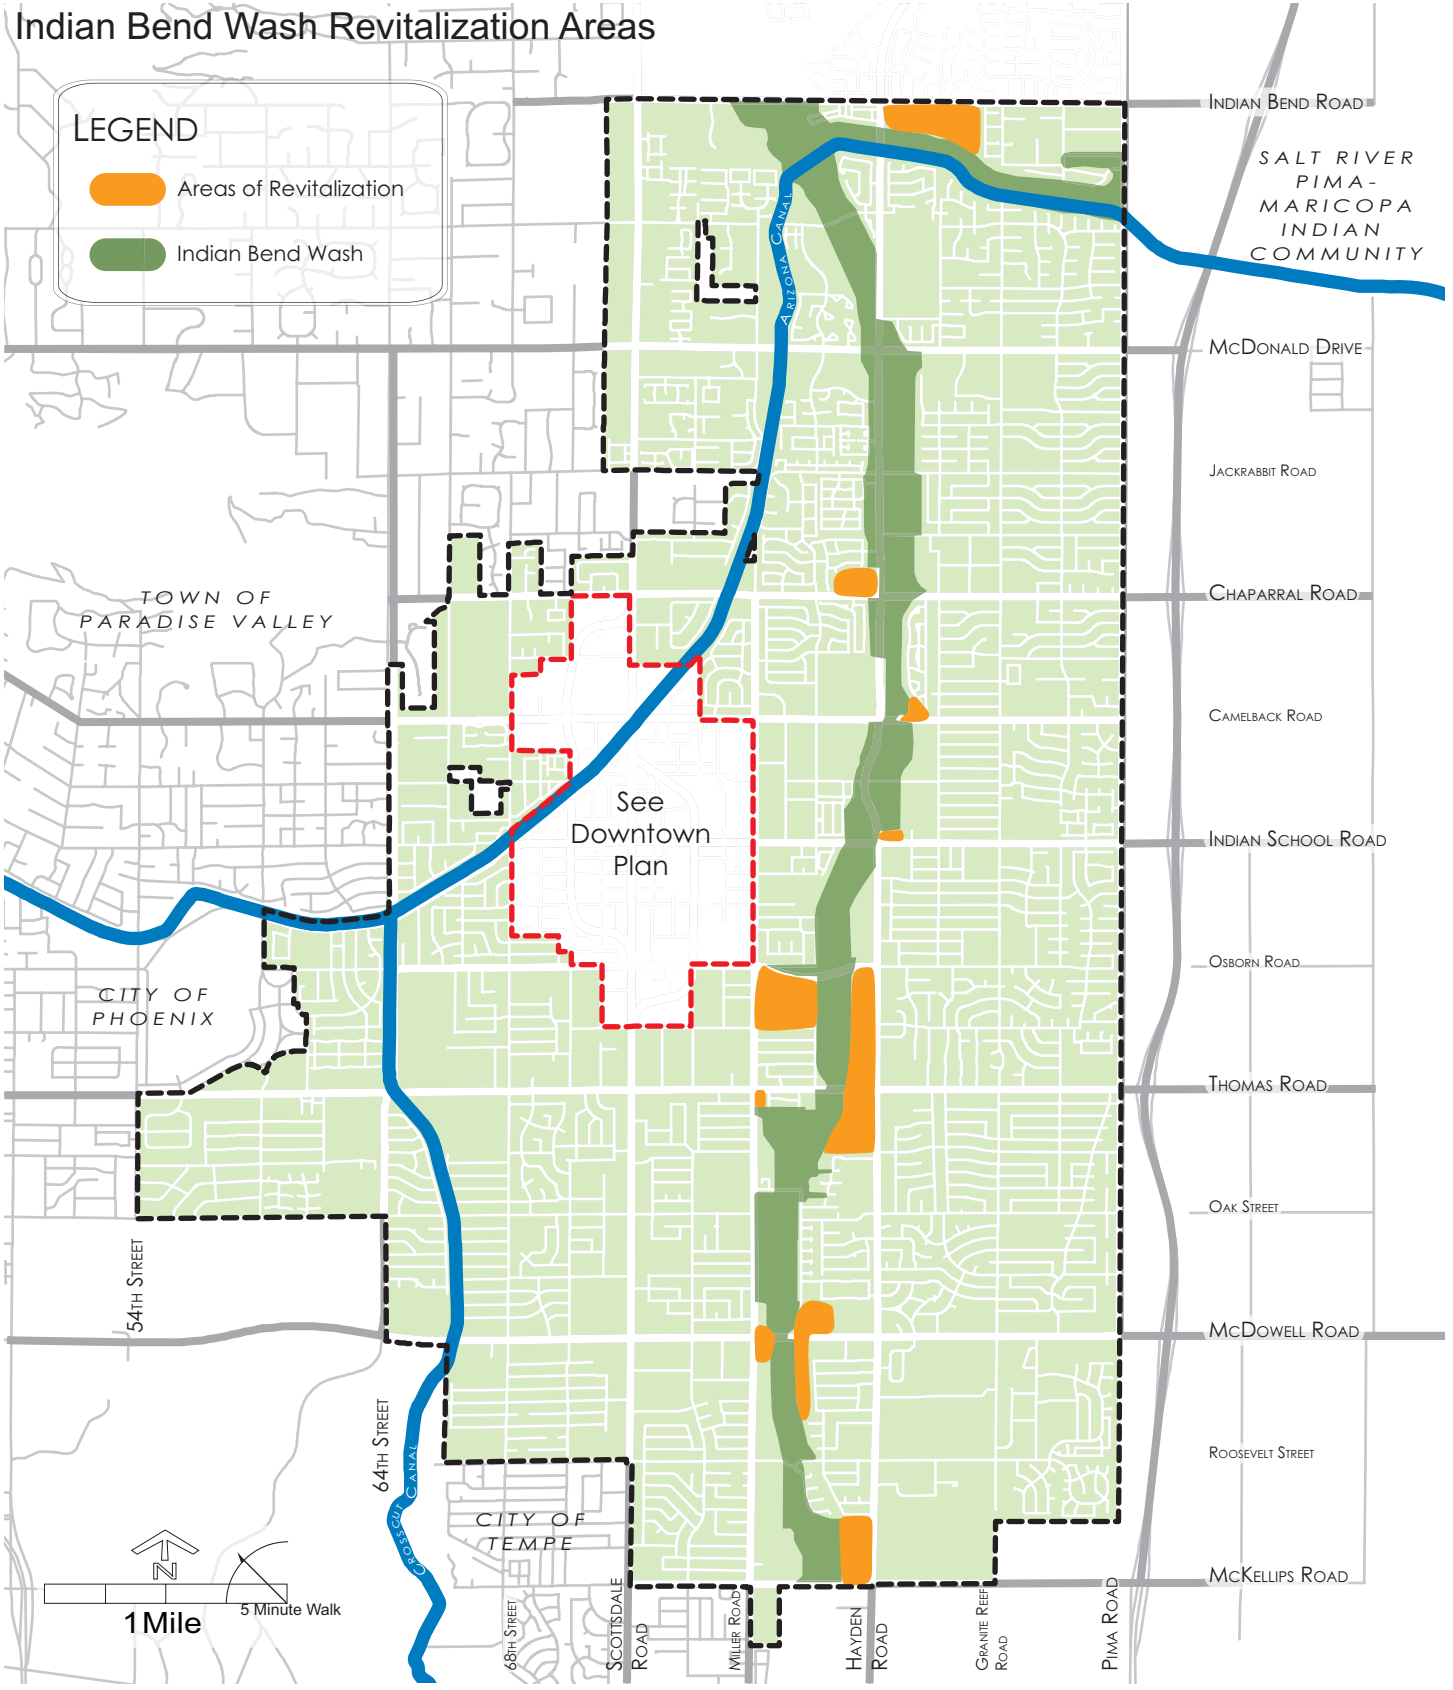 Indian Bend Wash Revitalization Areas
LEGEND
Areas of Revitalization
Indian Bend Wash
INDIAN BEND ROAD
SALT RIVER
PIMA-
MARICOPA
INDIAN
COMMUNITY
ARIZONA CANAL
MCDONALD DRIVE
JACKRABBIT ROAD
TOWN OF
PARADISE VALLEY
CHAPARRAL ROAD
CAMELBACK ROAD
See
Downtown
Plan
INDIAN SCHOOL ROAD
OSBORN ROAD
CITY OF
PHOENIX
THOMAS ROAD
OAK STREET
54TH STREET
MCDOWELL ROAD
64TH STREET
CROSSCUT CANAL
ROOSEVELT STREET
CITY OF
TEMPE
N
1 Mile
5 Minute Walk
MCKELLIPS ROAD
68TH STREET
SCOTTSDALE
ROAD
MILLER ROAD
HAYDEN
ROAD
GRANITE REEF
ROAD
PIMA ROAD